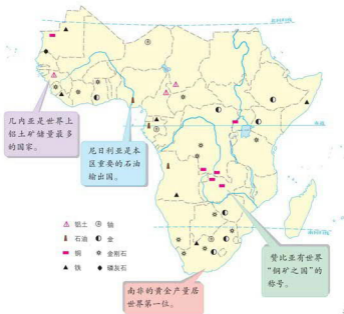 几内亚是世界上
铝土矿储量最多
的国家。
尼日利亚是本
区重要的石油
输出国。
铝土
铀
石油
金
铜
金刚石
铁
磷灰石
赞比亚有世界
“铜矿之国”的
称号。
南非的黄金产量居
世界第一位。